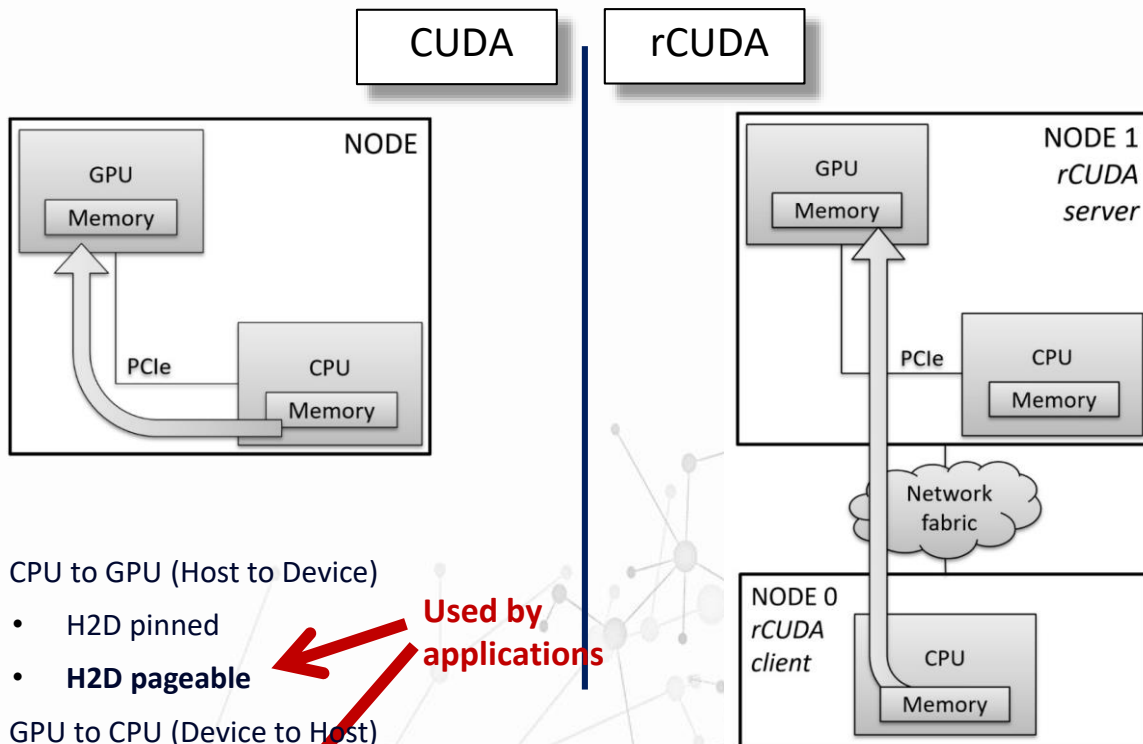 CUDA
rCUDA
NODE
GPU
Memory
PCIe
CPU
Memory
NODE 1
rCUDA
server
GPU
Memory
PCIe
CPU
Memory
Network
fabric
NODE 0
rCUDA
client
CPU
Memory
CPU to GPU (Host to Device)
• H2D pinned
• H2D pageable
GPU to CPU (Device to Host)
Used by
applications